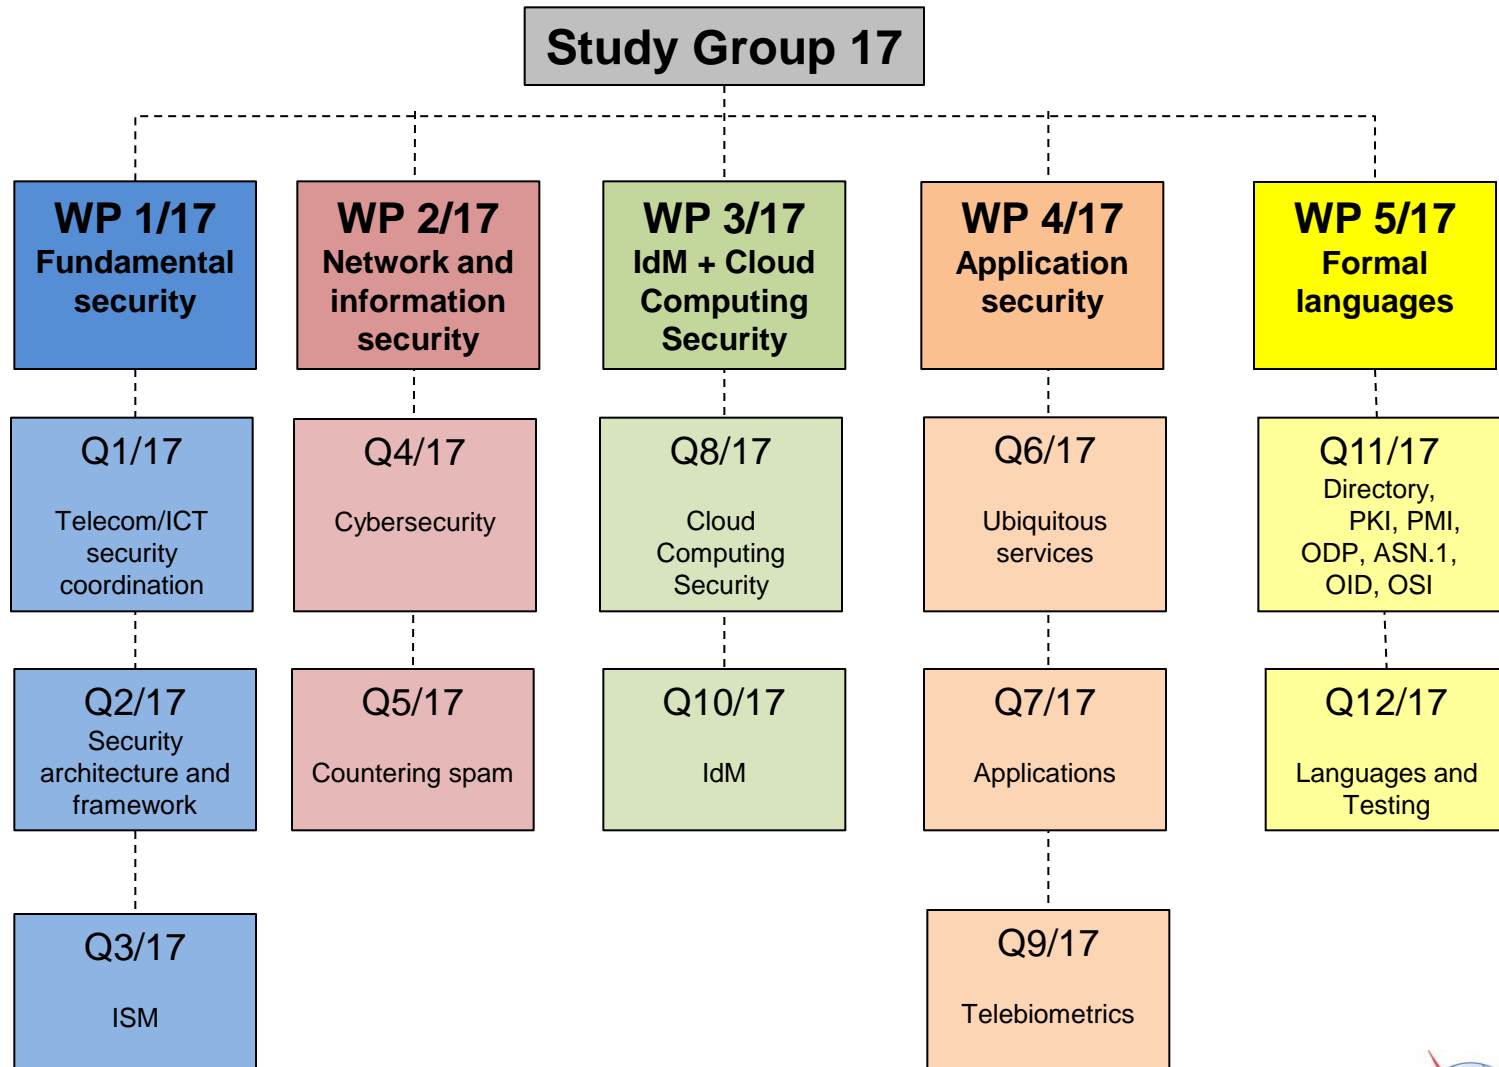 Study Group 17
WP 1/17
Fundamental
security
WP 2/17
Network and
information
security
WP 3/17
IdM + Cloud
Computing
Security
WP 4/17
Application
security
WP 5/17
Formal
languages
Q1/17
Telecom/ICT
security
coordination
Q4/17
Cybersecurity
Q8/17
Cloud
Computing
Security
Q6/17
Ubiquitous
services
Q11/17
Directory,
PKI, PMI,
ODP, ASN.1,
OID, OSI
Q2/17
Security
architecture and
framework
Q5/17
Countering spam
Q10/17
IdM
Q7/17
Applications
Q12/17
Languages and
Testing
Q3/17
ISM
Q9/17
Telebiometrics